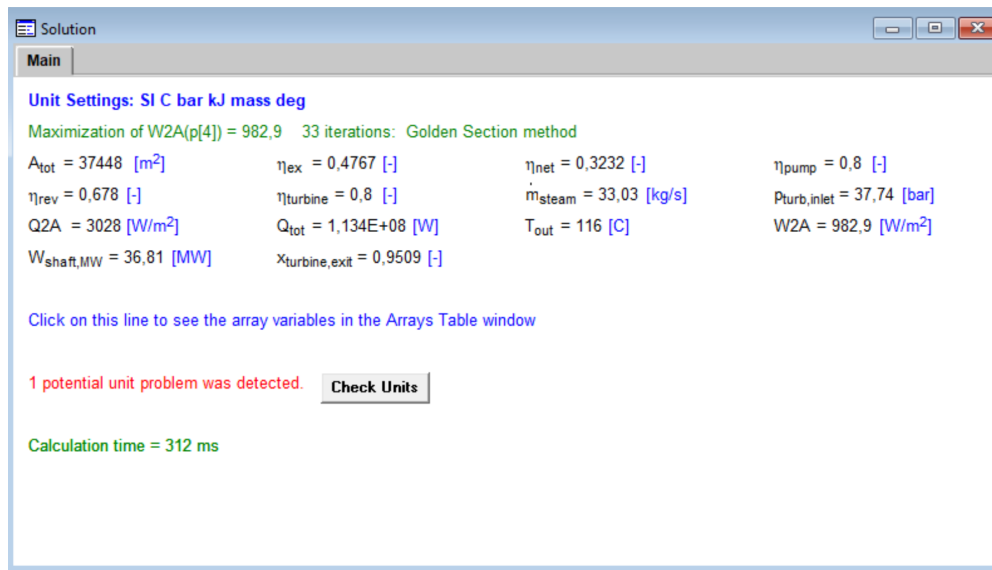 Solution
Main
Unit Settings: SI C bar kJ mass deg
Maximization of W2A(p[4]) = 982,9 33 iterations: Golden Section method
Atot = 37448 [m2] ηex = 0,4767 [-] ηnet = 0,3232 [-] ηpump = 0,8 [-]
ηrev = 0,678 [-] ηturbine = 0,8 [-] ṁsteam = 33,03 [kg/s] pturb,inlet = 37,74 [bar]
Q2A = 3028 [W/m2] Qtot = 1,134E+08 [W] Tout = 116 [C] W2A = 982,9 [W/m2]
Wshaft,MW = 36,81 [MW] xturbine,exit = 0,9509 [-]
Click on this line to see the array variables in the Arrays Table window
1 potential unit problem was detected. Check Units
Calculation time = 312 ms